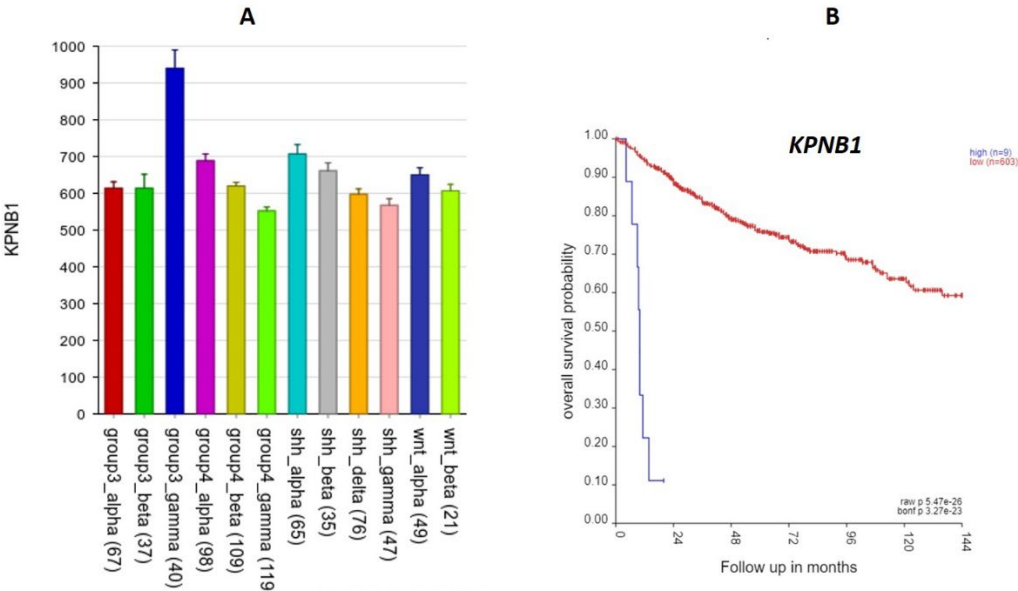 A
KPNB1
1000
900
800
700
600
500
400
300
200
100
0
group3_alpha (67)
group3_beta (37)
group3_gamma (40)
group4_alpha (98)
group4_beta (109)
group4_gamma (119
shh_alpha (65)
shh_beta (35)
shh_delta (76)
shh_gamma (47)
wnt_alpha (49)
wnt_beta (21)
B
KPNB1
high (n=9)
low (n=603)
overall survival probability
1.00
0.90
0.80
0.70
0.60
0.50
0.40
0.30
0.20
0.10
0.00
raw p 5.47e-26
bonf p 3.27e-23
0 24 48 72 96 120 144
Follow up in months